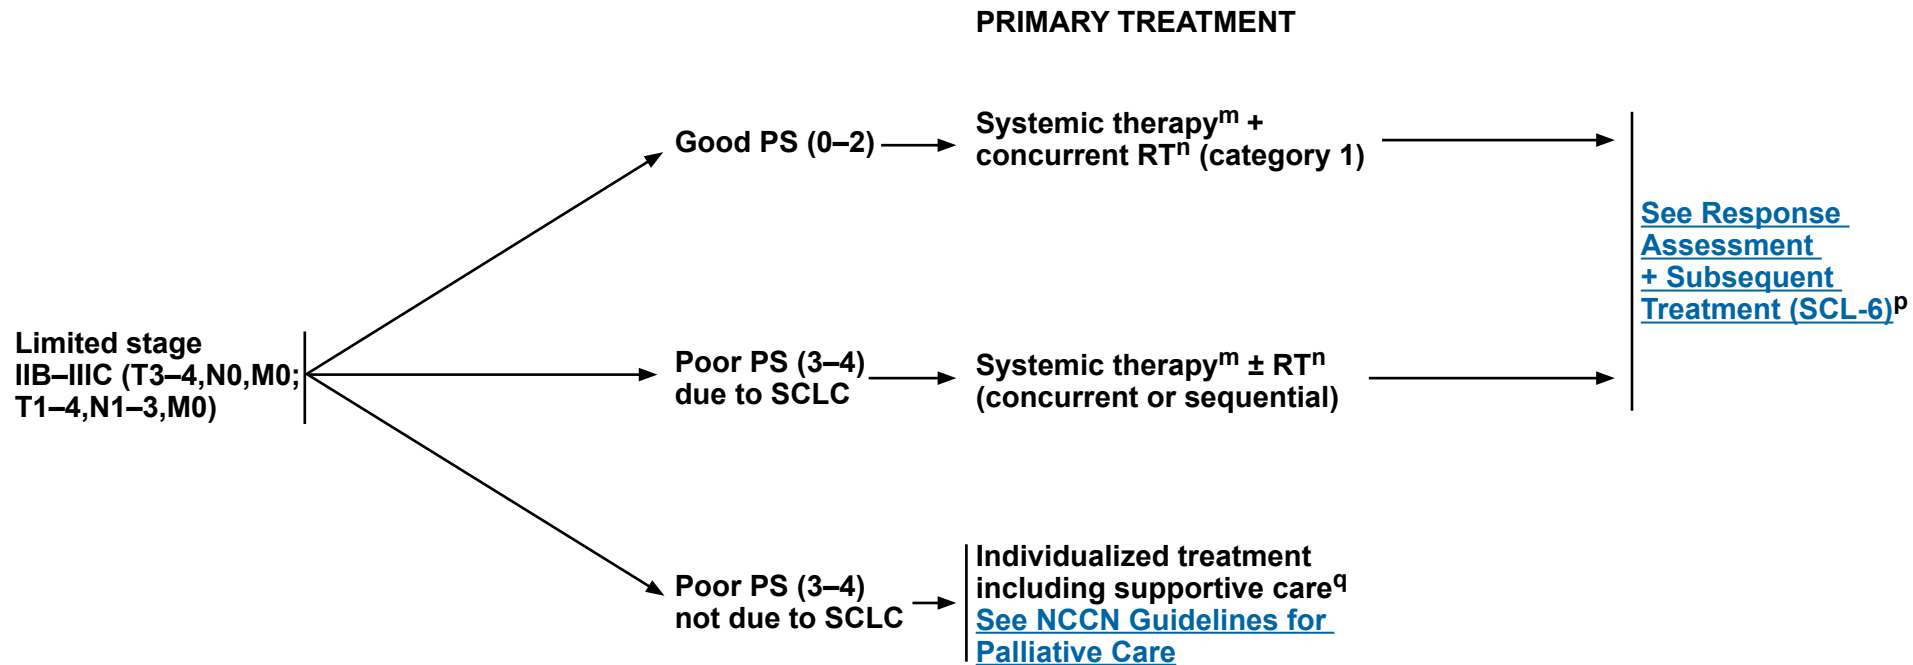 PRIMARY TREATMENT
Good PS (0–2)
Systemic therapyᵐ +
concurrent RTⁿ (category 1)
See Response
Assessment
+ Subsequent
Treatment (SCL-6)ᵖ
Limited stage
IIB–IIIC (T3–4,N0,M0;
T1–4,N1–3,M0)
Poor PS (3–4)
due to SCLC
Systemic therapyᵐ ± RTⁿ
(concurrent or sequential)
Poor PS (3–4)
not due to SCLC
Individualized treatment
including supportive care𐞥
See NCCN Guidelines for
Palliative Care